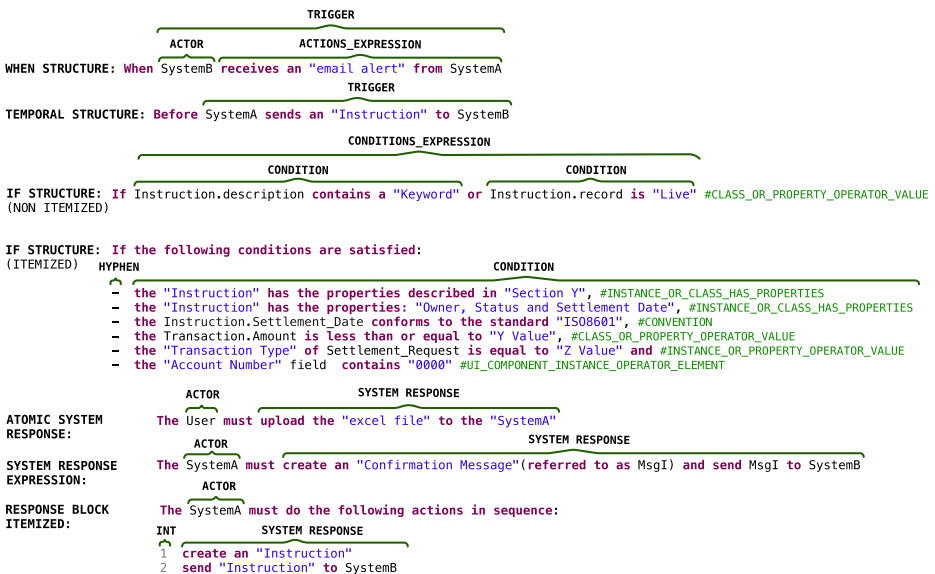 TRIGGER
ACTOR ACTIONS_EXPRESSION
WHEN STRUCTURE: When SystemB receives an "email alert" from SystemA
TRIGGER
TEMPORAL STRUCTURE: Before SystemA sends an "Instruction" to SystemB
CONDITIONS_EXPRESSION
CONDITION CONDITION
IF STRUCTURE: If Instruction.description contains a "Keyword" or Instruction.record is "Live" #CLASS_OR_PROPERTY_OPERATOR_VALUE
(NON ITEMIZED)
IF STRUCTURE: If the following conditions are satisfied:
(ITEMIZED) HYPHEN CONDITION
- the "Instruction" has the properties described in "Section Y", #INSTANCE_OR_CLASS_HAS_PROPERTIES
- the "Instruction" has the properties: "Owner, Status and Settlement Date", #INSTANCE_OR_CLASS_HAS_PROPERTIES
- the Instruction.Settlement_Date conforms to the standard "ISO8601", #CONVENTION
- the Transaction.Amount is less than or equal to "Y Value", #CLASS_OR_PROPERTY_OPERATOR_VALUE
- the "Transaction Type" of Settlement_Request is equal to "Z Value" and #INSTANCE_OR_PROPERTY_OPERATOR_VALUE
- the "Account Number" field contains "0000" #UI_COMPONENT_INSTANCE_OPERATOR_ELEMENT
ACTOR SYSTEM RESPONSE
ATOMIC SYSTEM The User must upload the "excel file" to the "SystemA"
RESPONSE:
ACTOR SYSTEM RESPONSE
SYSTEM RESPONSE The SystemA must create an "Confirmation Message"(referred to as MsgI) and send MsgI to SystemB
EXPRESSION:
ACTOR
RESPONSE BLOCK The SystemA must do the following actions in sequence:
ITEMIZED:
INT SYSTEM RESPONSE
1 create an "Instruction"
2 send "Instruction" to SystemB